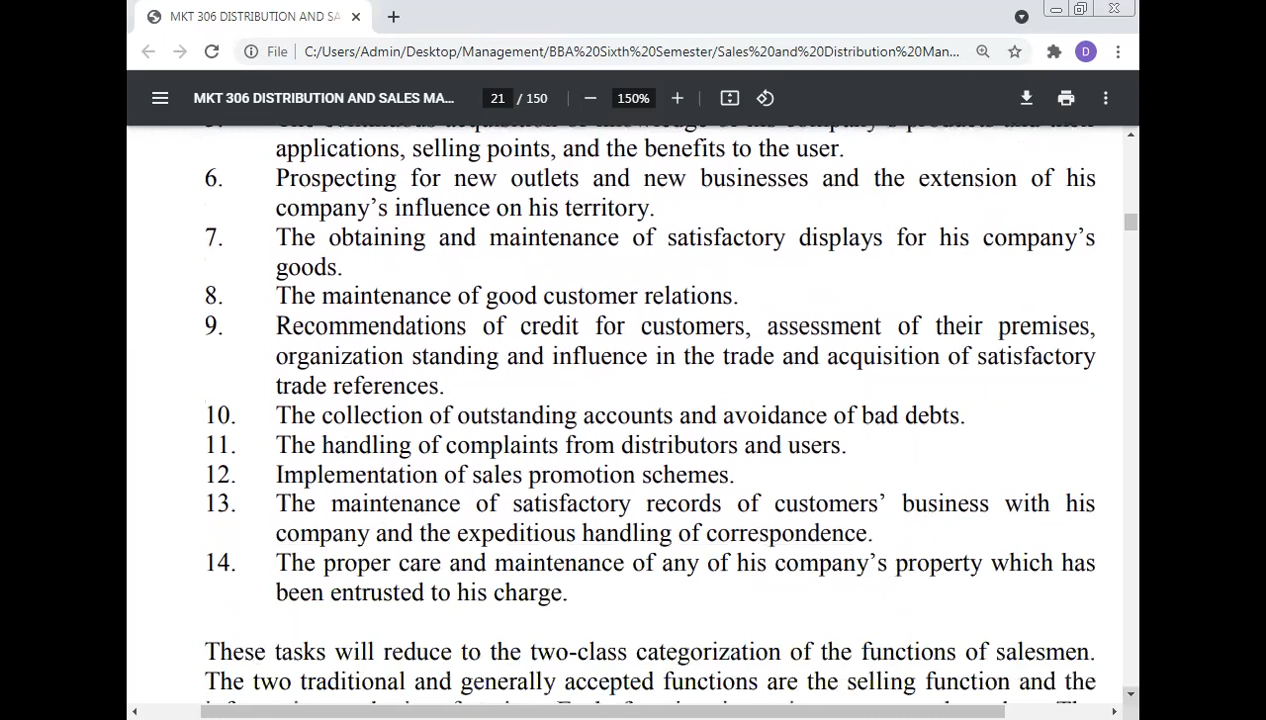 MKT 306 DISTRIBUTION AND SA
File C:/Users/Admin/Desktop/Management/BBA%20Sixth%20Semester/Sales%20and%20Distribution%20Man... D
MKT 306 DISTRIBUTION AND SALES MA... 21 / 150 150%
applications, selling points, and the benefits to the user.
6. Prospecting for new outlets and new businesses and the extension of his
company's influence on his territory.
7. The obtaining and maintenance of satisfactory displays for his company's
goods.
8. The maintenance of good customer relations.
9. Recommendations of credit for customers, assessment of their premises,
organization standing and influence in the trade and acquisition of satisfactory
trade references.
10. The collection of outstanding accounts and avoidance of bad debts.
11. The handling of complaints from distributors and users.
12. Implementation of sales promotion schemes.
13. The maintenance of satisfactory records of customers' business with his
company and the expeditious handling of correspondence.
14. The proper care and maintenance of any of his company's property which has
been entrusted to his charge.
These tasks will reduce to the two-class categorization of the functions of salesmen.
The two traditional and generally accepted functions are the selling function and the